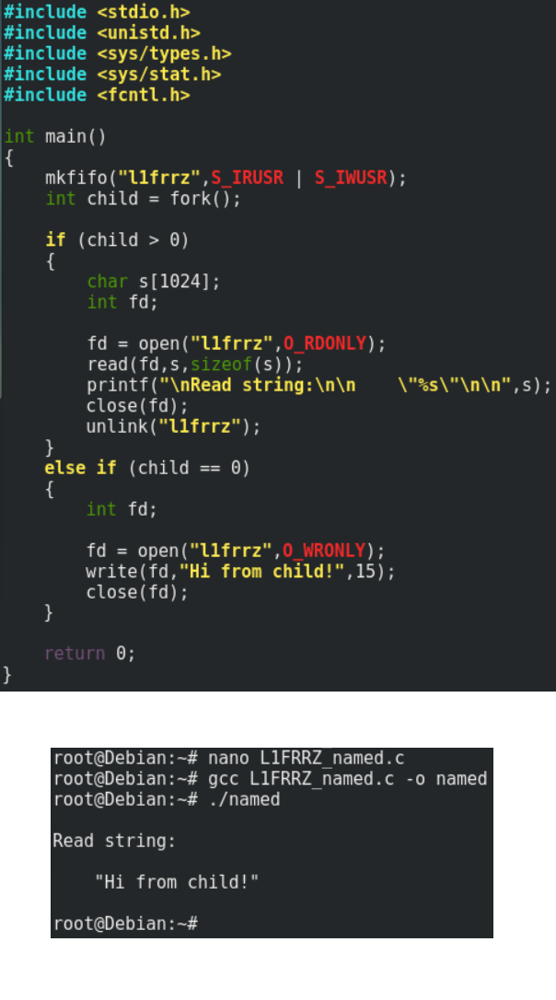 #include <stdio.h>
#include <unistd.h>
#include <sys/types.h>
#include <sys/stat.h>
#include <fcntl.h>
int main()
{
    mkfifo("l1frrz",S_IRUSR | S_IWUSR);
    int child = fork();
    if (child > 0)
    {
        char s[1024];
        int fd;
        fd = open("l1frrz",O_RDONLY);
        read(fd,s,sizeof(s));
        printf("\nRead string:\n\n    \"%s\"\n\n",s);
        close(fd);
        unlink("l1frrz");
    }
    else if (child == 0)
    {
        int fd;
        fd = open("l1frrz",O_WRONLY);
        write(fd,"Hi from child!",15);
        close(fd);
    }
    return 0;
}
root@Debian:~# nano L1FRRZ_named.c
root@Debian:~# gcc L1FRRZ_named.c -o named
root@Debian:~# ./named
Read string:
    "Hi from child!"
root@Debian:~#